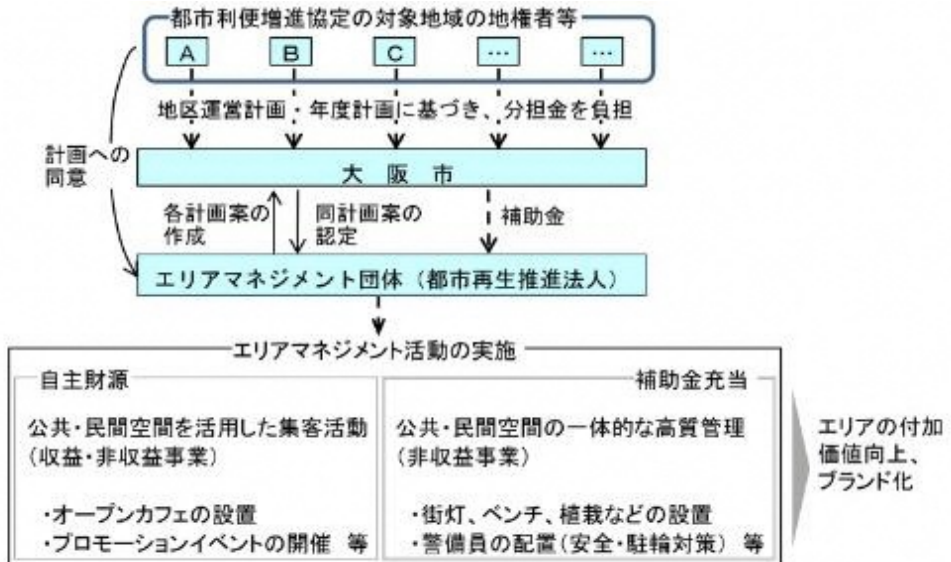 都市利便増進協定の対象地域の地権者等
A B C … …
地区運営計画・年度計画に基づき、分担金を負担
計画への
同意
大 阪 市
各計画案の
作成
同計画案の
認定
補助金
エリアマネジメント団体（都市再生推進法人）
エリアマネジメント活動の実施
自主財源
公共・民間空間を活用した集客活動
（収益・非収益事業）
・オープンカフェの設置
・プロモーションイベントの開催 等
補助金充当
公共・民間空間の一体的な高質管理
（非収益事業）
・街灯、ベンチ、植栽などの設置
・警備員の配置（安全・駐輪対策） 等
エリアの付加
価値向上、
ブランド化